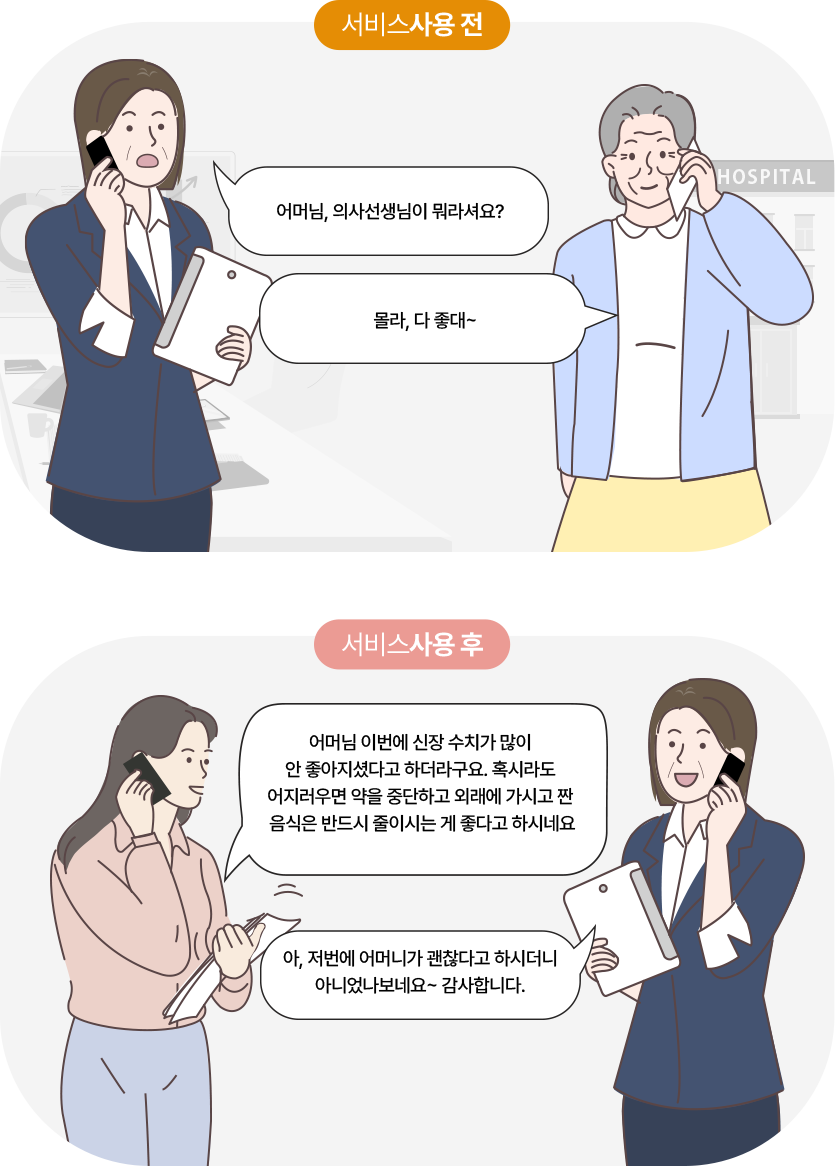 서비스사용 전
HOSPITAL
어머님, 의사선생님이 뭐라셔요?
몰라, 다 좋대~
서비스사용 후
어머님 이번에 신장 수치가 많이
안 좋아지셨다고 하더라구요. 혹시라도
어지러우면 약을 중단하고 외래에 가시고 짠
음식은 반드시 줄이시는 게 좋다고 하시네요
아, 저번에 어머니가 괜찮다고 하시더니
아니었나보네요~ 감사합니다.